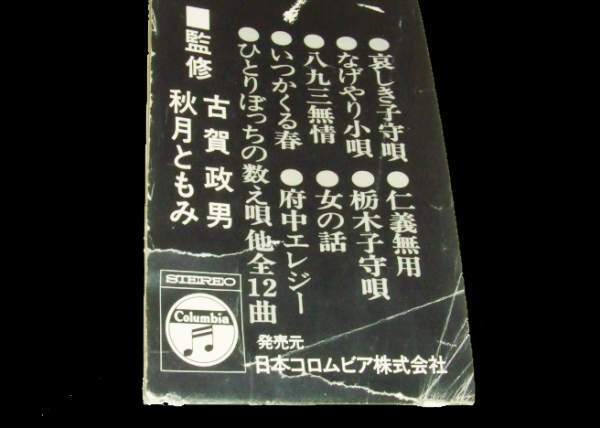 ●哀しき子守唄
●なげやり小唄
●八九三無情
●いつかくる春
●ひとりぼっちの数え唄
●仁義無用
●栃木子守唄
●女の話
●府中エレジー
他全12曲
■監修 古賀政男
秋月ともみ
STEREO
Columbia
発売元
日本コロムビア株式会社